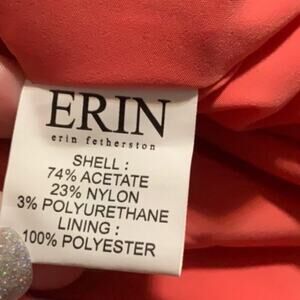 ERIN
erin fetherston
SHELL :
74% ACETATE
23% NYLON
3% POLYURETHANE
LINING :
100% POLYESTER